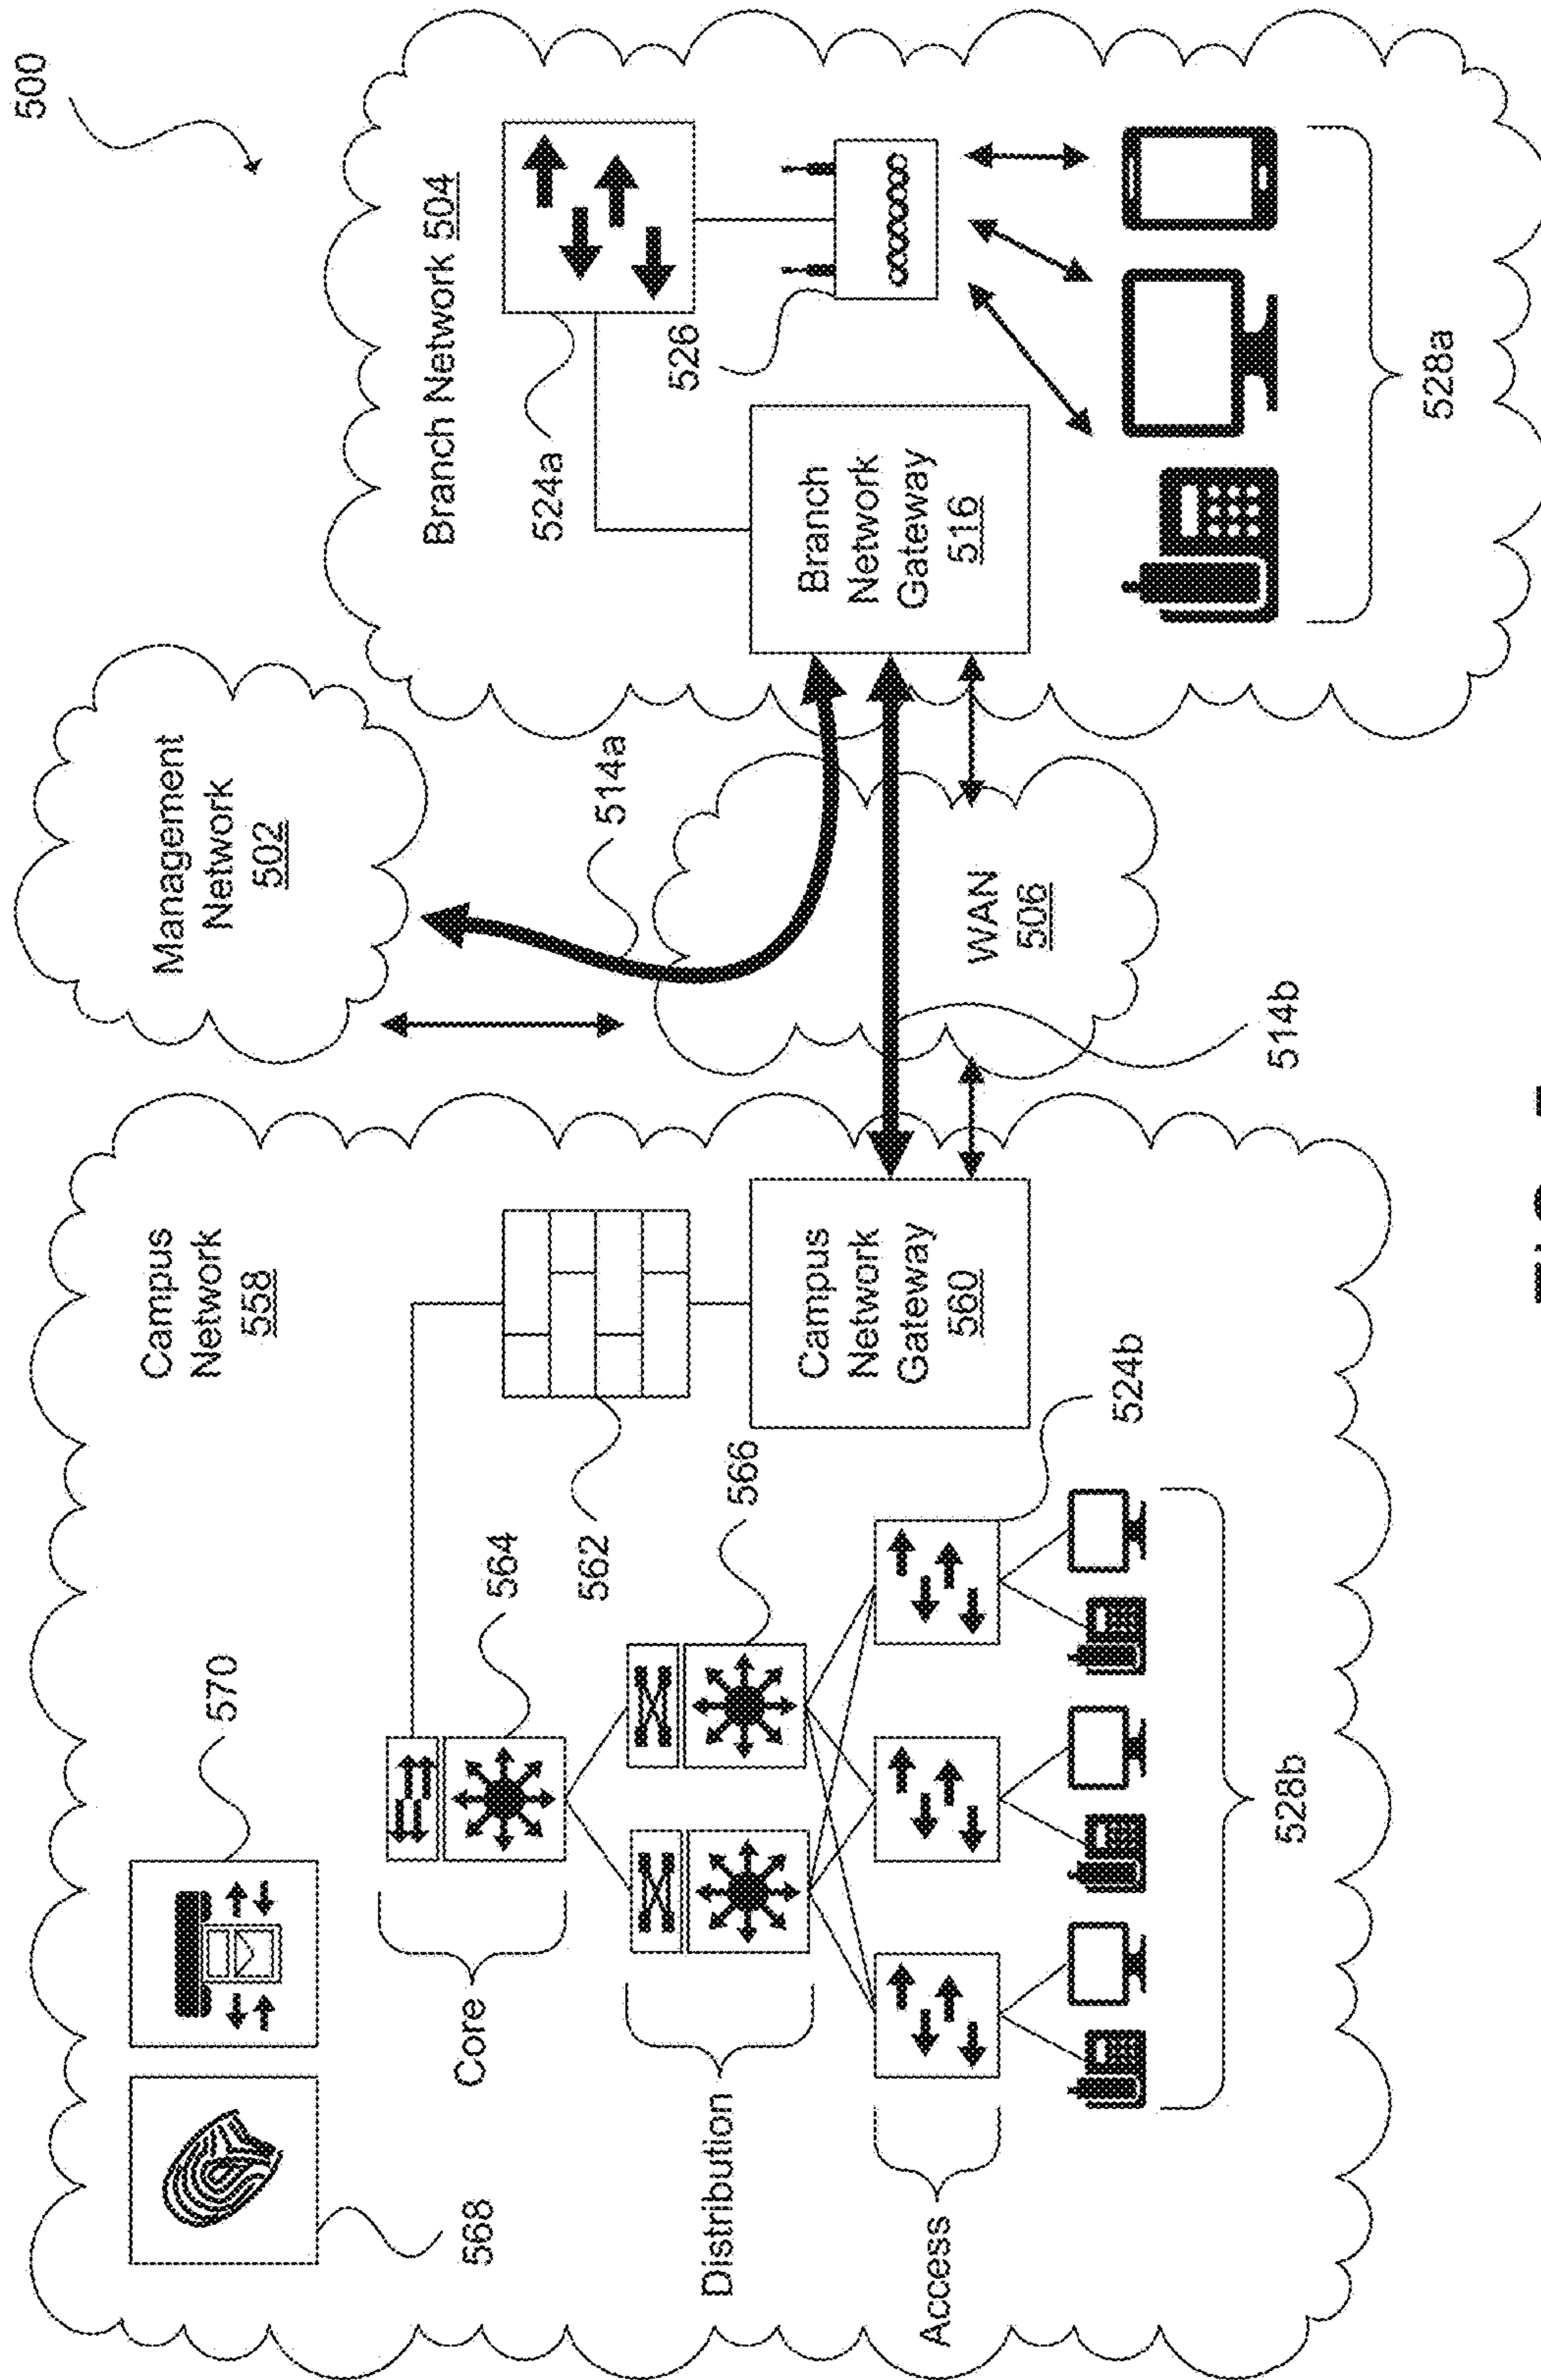 500
Campus
Network
558
Management
Network
502
Branch Network 504
568
570
Core
564
562
Distribution
566
Access
Campus
Network
Gateway
560
524b
528b
514a
WAN
506
514b
524a
526
Branch
Network
Gateway
516
528a